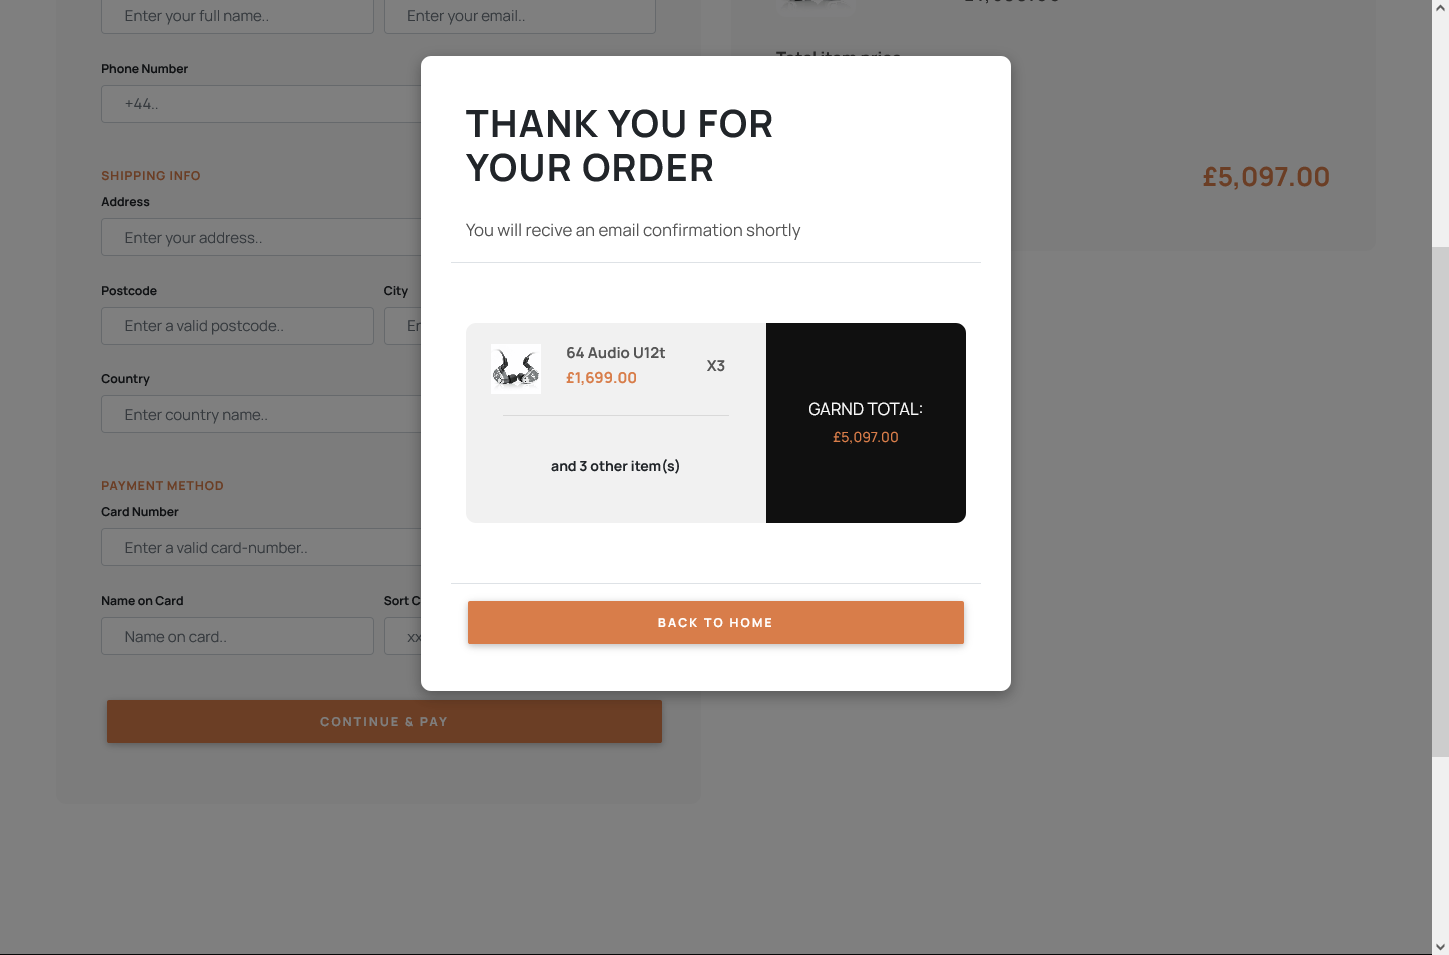 Enter your full name..
Enter your email..
Phone Number
+44..
SHIPPING INFO
Address
Enter your address..
Postcode
City
Enter a valid postcode..
Country
Enter country name..
PAYMENT METHOD
Card Number
Enter a valid card-number..
Name on Card
Sort C
Name on card..
xx
CONTINUE & PAY
THANK YOU FOR
YOUR ORDER
You will recive an email confirmation shortly
64 Audio U12t
£1,699.00
X3
and 3 other item(s)
GARND TOTAL:
£5,097.00
BACK TO HOME
Total item price
£5,097.00